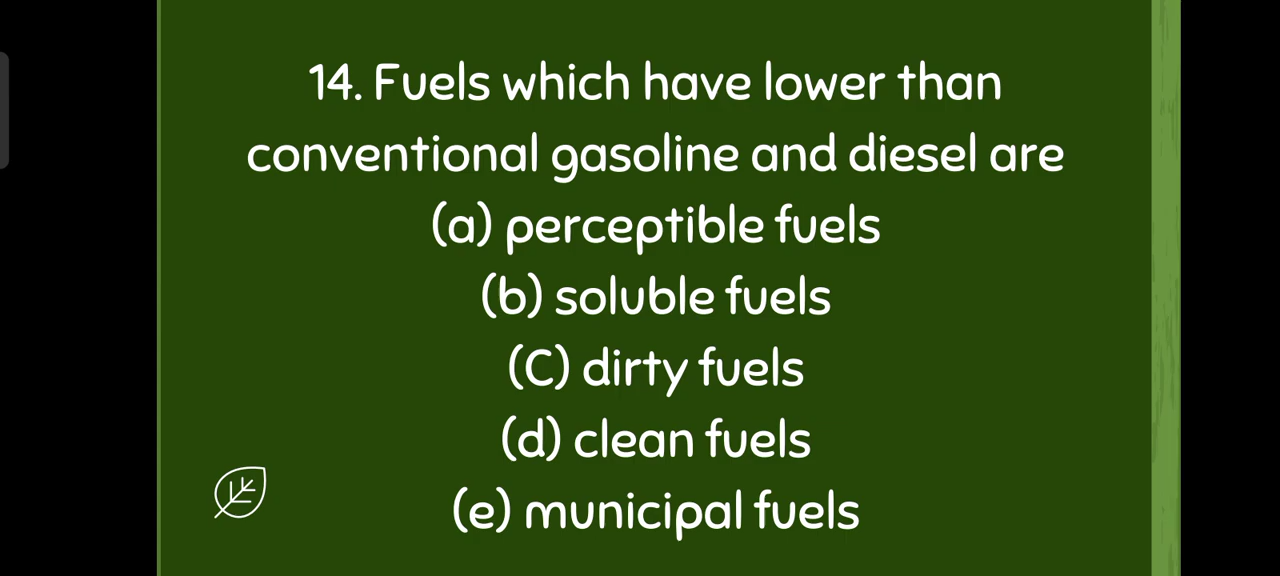 14. Fuels which have lower than
conventional gasoline and diesel are
(a) perceptible fuels
(b) soluble fuels
(C) dirty fuels
(d) clean fuels
(e) municipal fuels